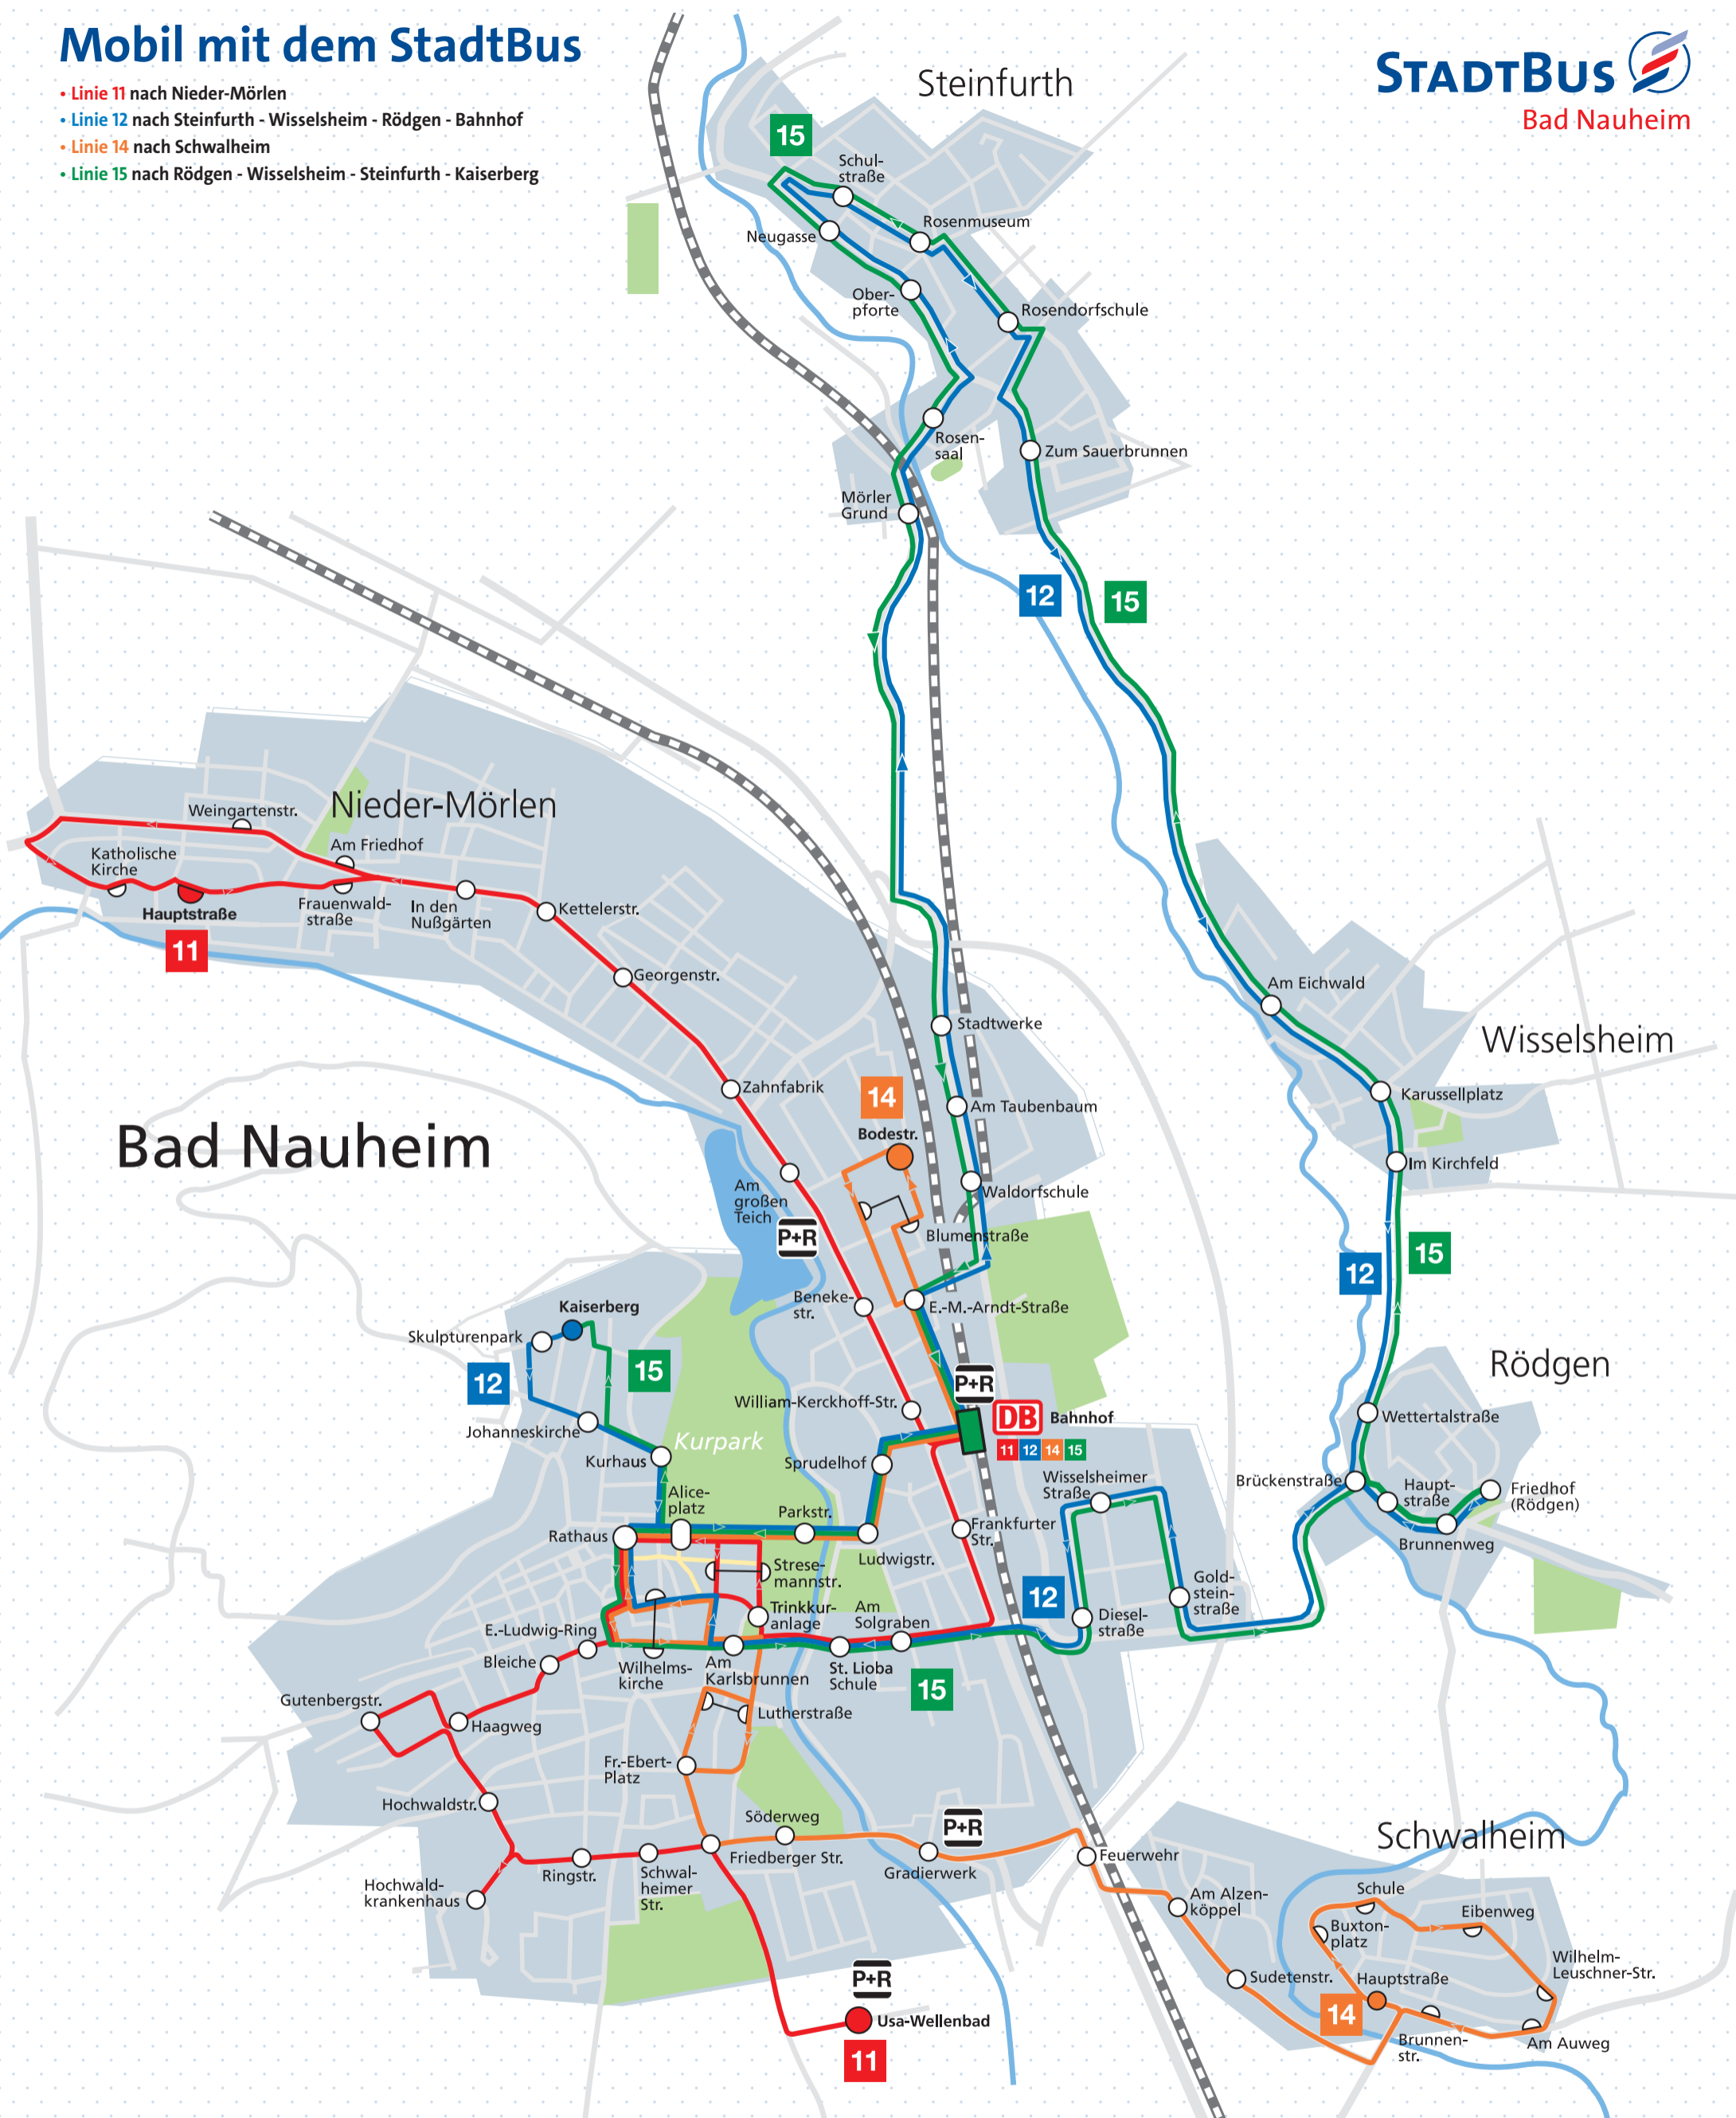 Mobil mit dem StadtBus
• Linie 11 nach Nieder-Mörlen
• Linie 12 nach Steinfurth - Wisselsheim - Rödgen - Bahnhof
• Linie 14 nach Schwalheim
• Linie 15 nach Rödgen - Wisselsheim - Steinfurth - Kaiserberg
STADTBUS
Bad Nauheim
Steinfurth
15
Schul-
straße
Rosenmuseum
Neugasse
Ober-
pforte
Rosendorfschule
Rosen-
saal
Zum Sauerbrunnen
Mörler
Grund
12
15
Nieder-Mörlen
Weingartenstr.
Am Friedhof
Katholische
Kirche
Hauptstraße
Frauenwald-
straße
In den
Nußgärten
Kettelerstr.
11
Georgenstr.
Am Eichwald
Stadtwerke
Wisselsheim
Zahnfabrik
14
Karussellplatz
Am Taubenbaum
Bodestr.
Bad Nauheim
Im Kirchfeld
Am
großen
Teich
Waldorfschule
P+R
Blumenstraße
15
12
Beneke-
str.
E.-M.-Arndt-Straße
Kaiserberg
Skulpturenpark
12
15
Rödgen
P+R
William-Kerckhoff-Str.
DB
Bahnhof
11 12 14 15
Wettertalstraße
Johanneskirche
Kurpark
Kurhaus
Sprudelhof
Wisselsheimer
Straße
Brückenstraße
Haupt-
straße
Friedhof
(Rödgen)
Alice-
platz
Parkstr.
Rathaus
Frankfurter
Str.
Brunnenweg
Ludwigstr.
Strese-
mannstr.
Gold-
stein-
straße
12
Trinkkur-
anlage
Am
Solgraben
Diesel-
straße
E.-Ludwig-Ring
Bleiche
Wilhelms-
kirche
Am
Karlsbrunnen
St. Lioba
Schule
15
Gutenbergstr.
Haagweg
Lutherstraße
Fr.-Ebert-
Platz
Hochwaldstr.
Söderweg
P+R
Schwalheim
Friedberger Str.
Gradierwerk
Feuerwehr
Ringstr.
Schwal-
heimer
Str.
Hochwald-
krankenhaus
Am Alzen-
köppel
Schule
Eibenweg
Buxton-
platz
Wilhelm-
Leuschner-Str.
P+R
Sudetenstr.
Hauptstraße
14
Usa-Wellenbad
Brunnen-
str.
Am Auweg
11